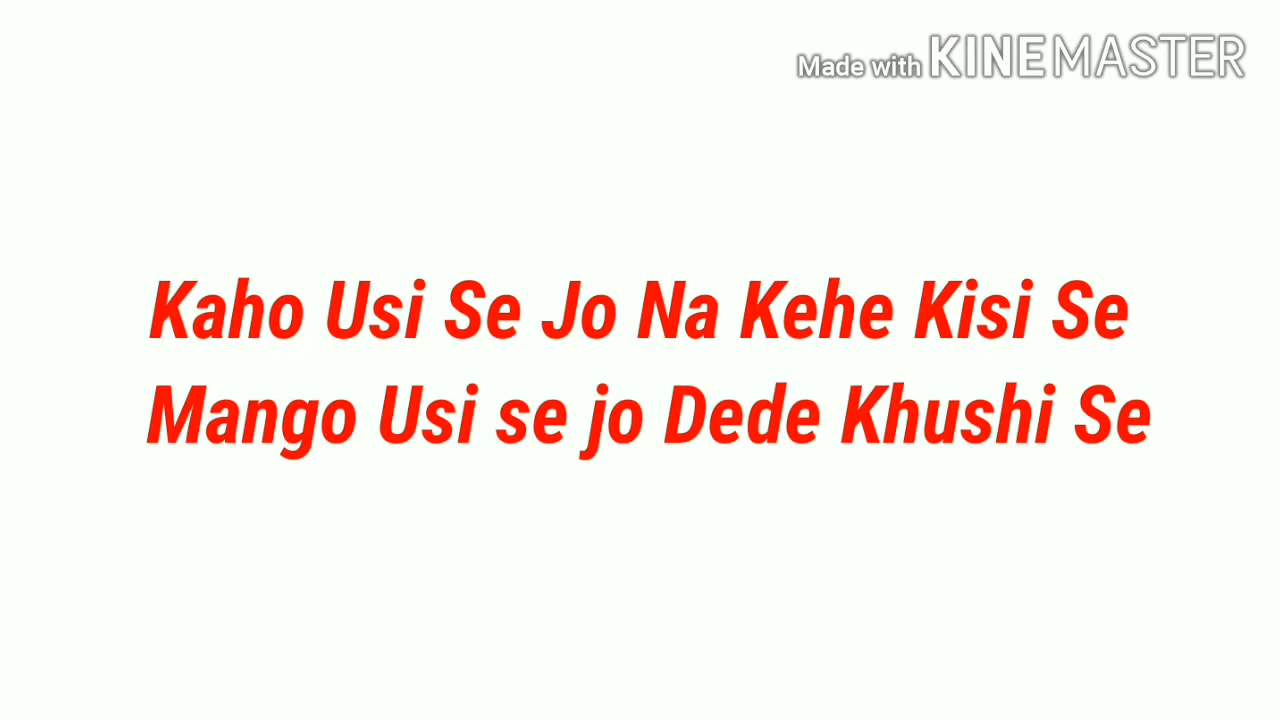 Made with KINEMASTER
Kaho Usi Se Jo Na Kehe Kisi Se
Mango Usi se jo Dede Khushi Se